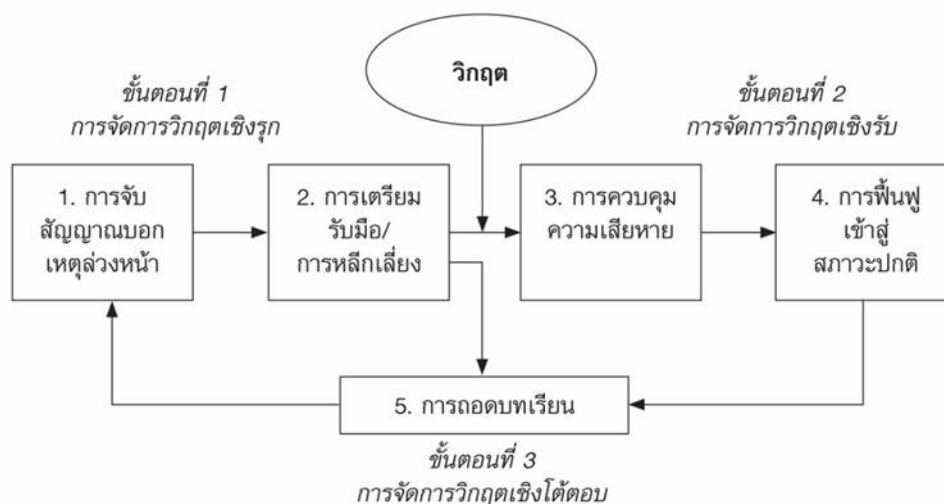 วิกฤต
ขั้นตอนที่ 1
การจัดการวิกฤตเชิงรุก
ขั้นตอนที่ 2
การจัดการวิกฤตเชิงรับ
1. การจับ
สัญญาณบอก
เหตุล่วงหน้า
2. การเตรียม
รับมือ/
การหลีกเลี่ยง
3. การควบคุม
ความเสียหาย
4. การฟื้นฟู
เข้าสู่
สภาวะปกติ
5. การถอดบทเรียน
ขั้นตอนที่ 3
การจัดการวิกฤตเชิงโต้ตอบ